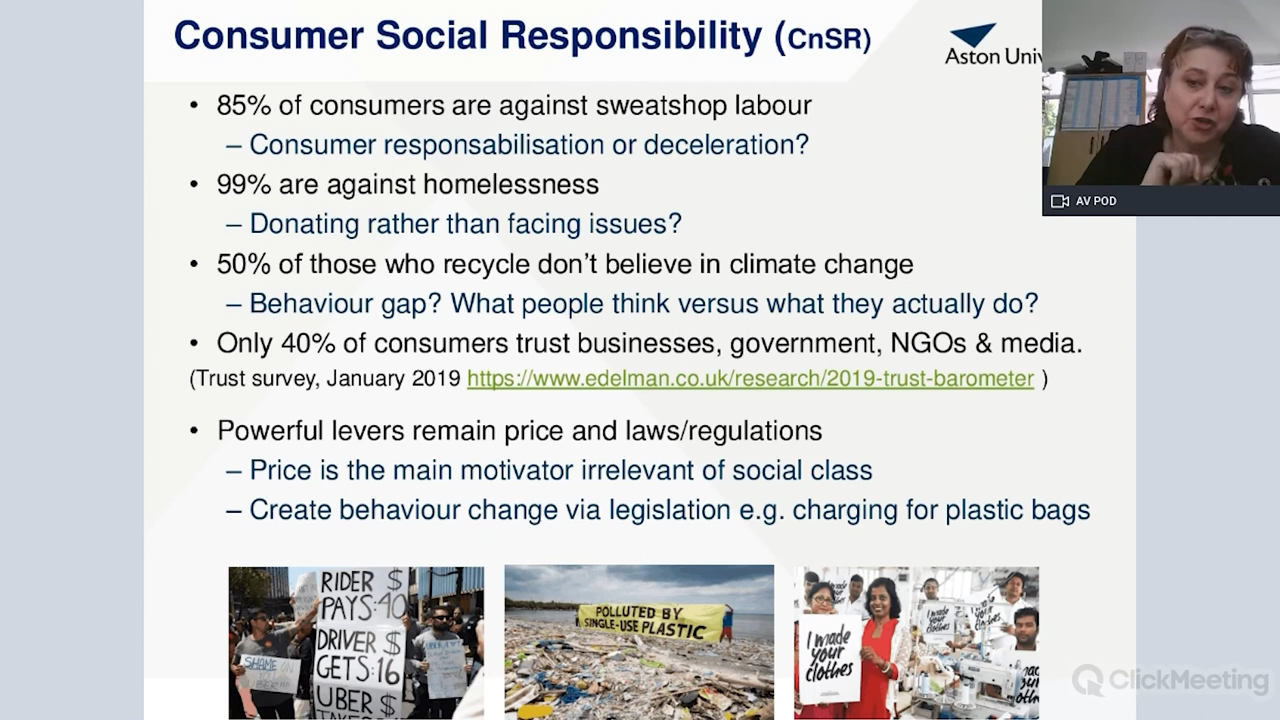 Consumer Social Responsibility (CnSR)
Aston Univ
AV POD
• 85% of consumers are against sweatshop labour
– Consumer responsabilisation or deceleration?
• 99% are against homelessness
– Donating rather than facing issues?
• 50% of those who recycle don’t believe in climate change
– Behaviour gap? What people think versus what they actually do?
• Only 40% of consumers trust businesses, government, NGOs & media.
(Trust survey, January 2019 https://www.edelman.co.uk/research/2019-trust-barometer )
• Powerful levers remain price and laws/regulations
– Price is the main motivator irrelevant of social class
– Create behaviour change via legislation e.g. charging for plastic bags
RIDER $
PAYS:40
DRIVER $
GETS:16
UBER $
SHAME
POLLUTED BY
SINGLE-USE PLASTIC
I made
your
clothes
I made
your
clothes
ClickMeeting